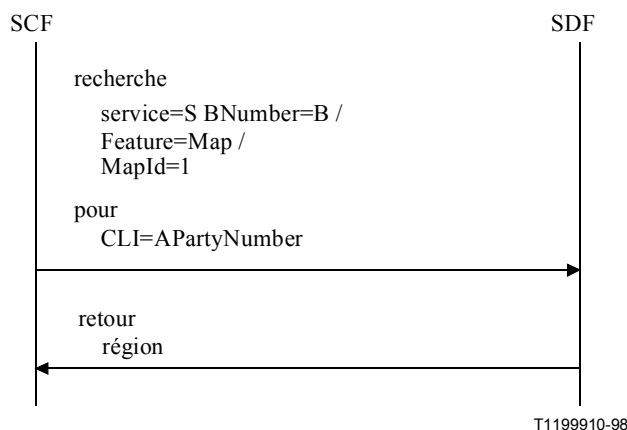 SCF
SDF
recherche
service=S BNumber=B /
Feature=Map /
MapId=1
pour
CLI=APartyNumber
retour
région
T1199910-98